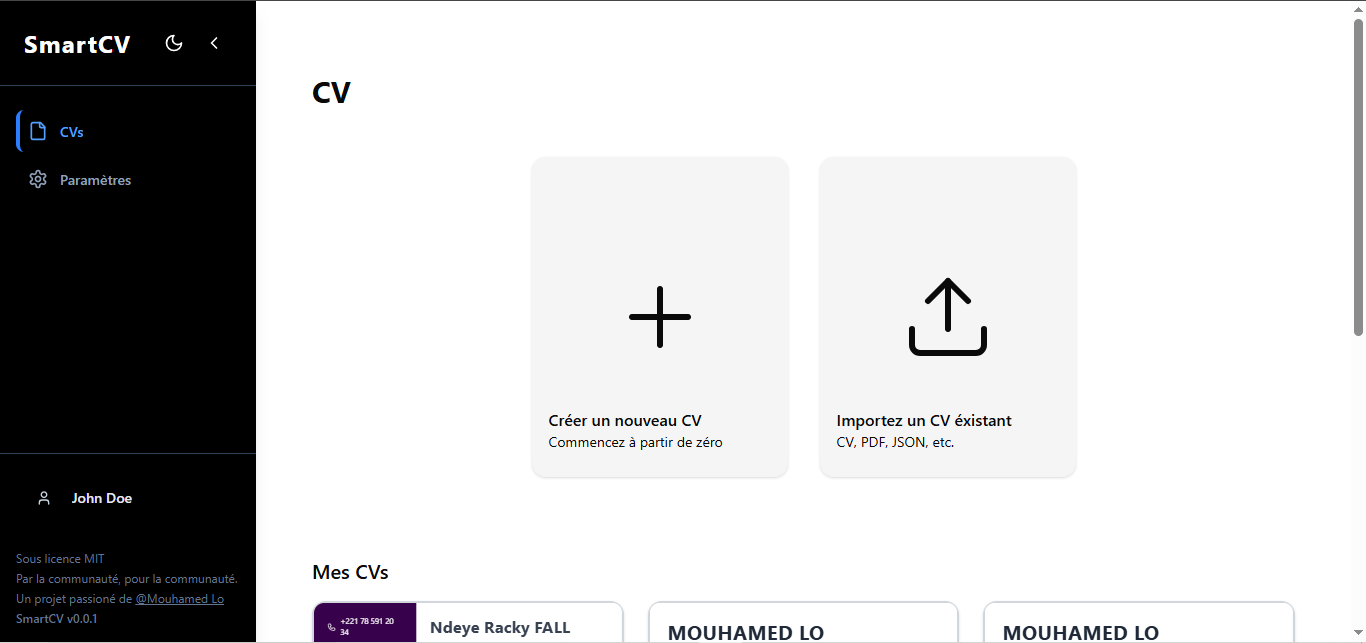 SmartCV
CVs
Paramètres
John Doe
Sous licence MIT
Par la communauté, pour la communauté.
Un projet passioné de @Mouhamed Lo
SmartCV v0.0.1
CV
Créer un nouveau CV
Commencez à partir de zéro
Importez un CV éxistant
CV, PDF, JSON, etc.
Mes CVs
+221 78 591 20
34
Ndeye Racky FALL
MOUHAMED LO
MOUHAMED LO